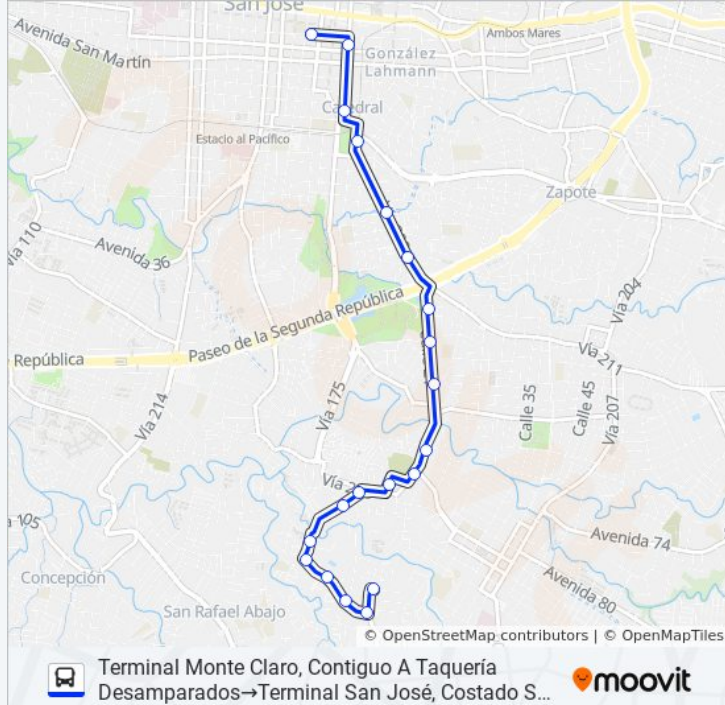 San José
Ambos Mares
Avenida San Martín
González
Lahmann
Catedral
Estacio al Pacífico
Zapote
Vía 110
Avenida 36
Vía 204
Paseo de la Segunda República
República
Vía 211
Vía 175
Vía 214
Calle 35
Calle 45
Vía 207
105
Avenida 74
Concepción
Avenida 80
San Rafael Abajo
© OpenStreetMap contributors | © OpenMapTiles
Terminal Monte Claro, Contiguo A Taquería
Desamparados→Terminal San José, Costado S...
moovit